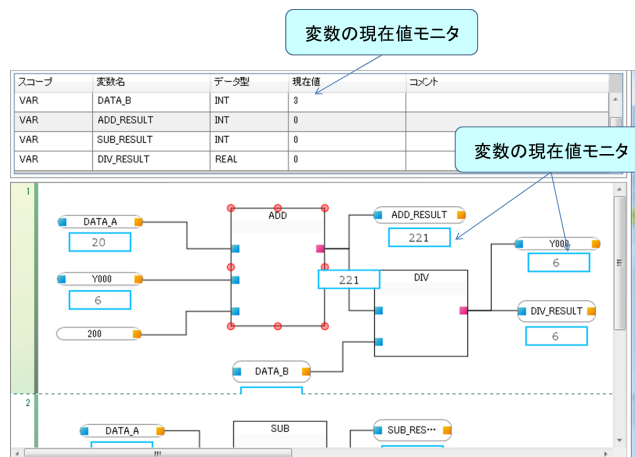 変数の現在値モニタ
スコープ 変数名 データ型 現在値 コメント
VAR DATA_B INT 3
VAR ADD_RESULT INT 0
VAR SUB_RESULT INT 0
VAR DIV_RESULT REAL 0
変数の現在値モニタ
1
ADD
DATA_A
20
ADD_RESULT
221
Y000
6
Y000
6
221
DIV
200
DIV_RESULT
6
DATA_B
2
DATA_A
SUB
SUB_RES…